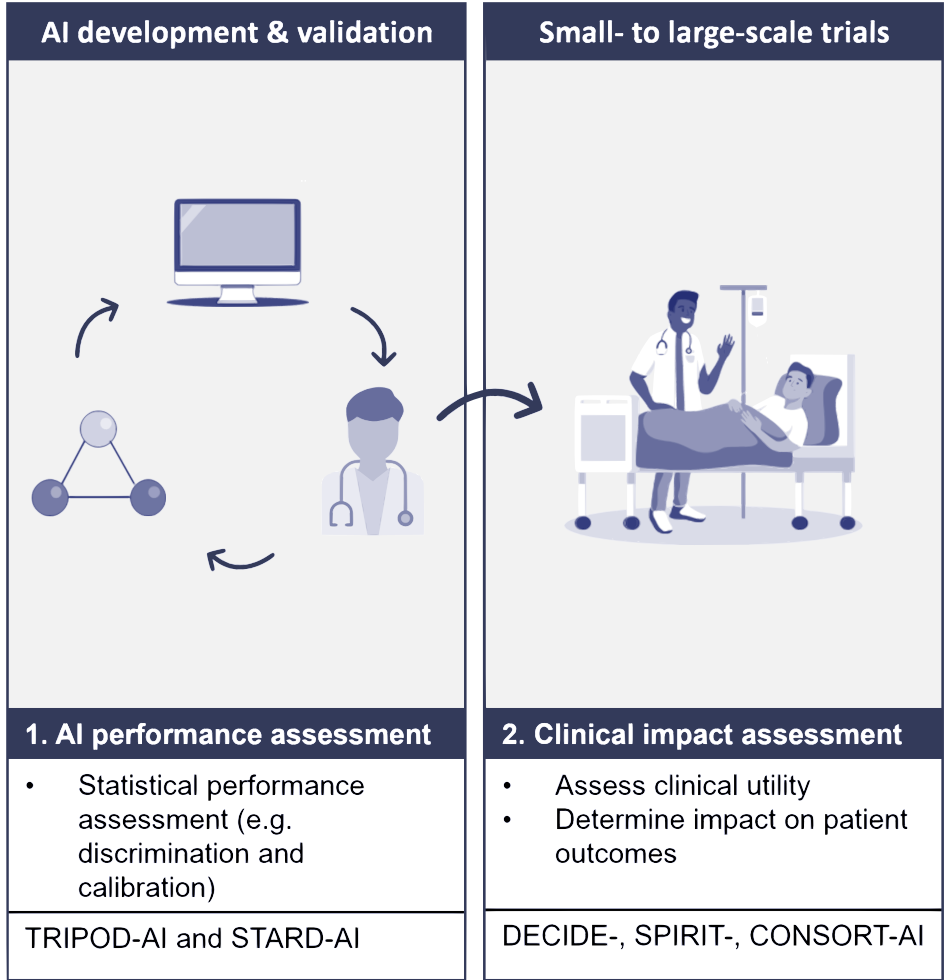 AI development & validation
Small- to large-scale trials
1. AI performance assessment
• Statistical performance
assessment (e.g.
discrimination and
calibration)
TRIPOD-AI and STARD-AI
2. Clinical impact assessment
• Assess clinical utility
• Determine impact on patient
outcomes
DECIDE-, SPIRIT-, CONSORT-AI